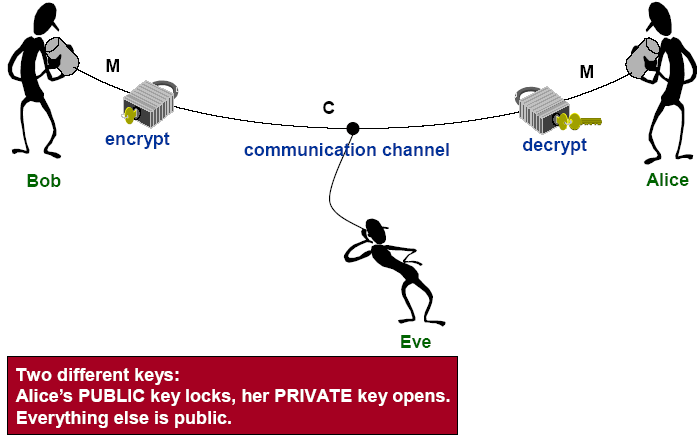 M
M
C
encrypt
decrypt
communication channel
Bob
Alice
Eve
Two different keys:
Alice's PUBLIC key locks, her PRIVATE key opens.
Everything else is public.